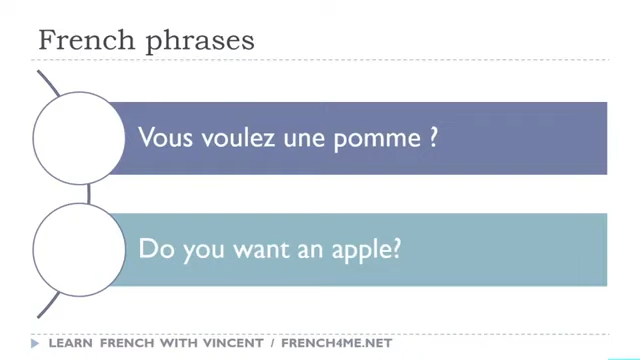 French phrases
Vous voulez une pomme ?
Do you want an apple?
LEARN FRENCH WITH VINCENT / FRENCH4ME.NET